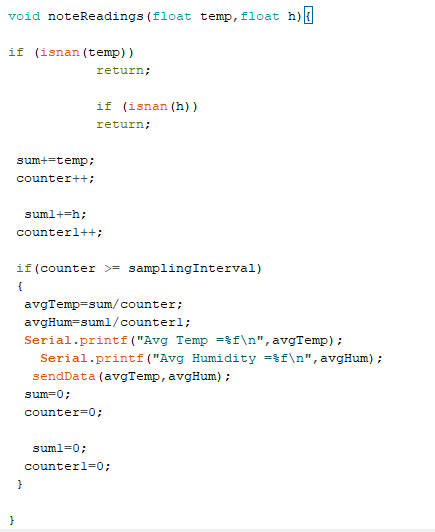 void noteReadings(float temp,float h){
if (isnan(temp))
return;
if (isnan(h))
return;
sum+=temp;
counter++;
sum1+=h;
counter1++;
if(counter >= samplingInterval)
{
avgTemp=sum/counter;
avgHum=sum1/counter1;
Serial.printf("Avg Temp =%f\n",avgTemp);
Serial.printf("Avg Humidity =%f\n",avgHum);
sendData(avgTemp,avgHum);
sum=0;
counter=0;
sum1=0;
counter1=0;
}
}